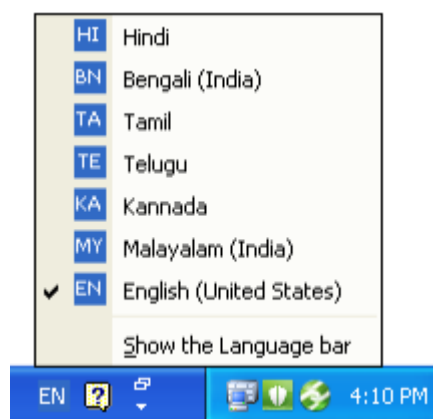 HI Hindi
BN Bengali (India)
TA Tamil
TE Telugu
KA Kannada
MY Malayalam (India)
EN English (United States)
Show the Language bar
EN ? 4:10 PM